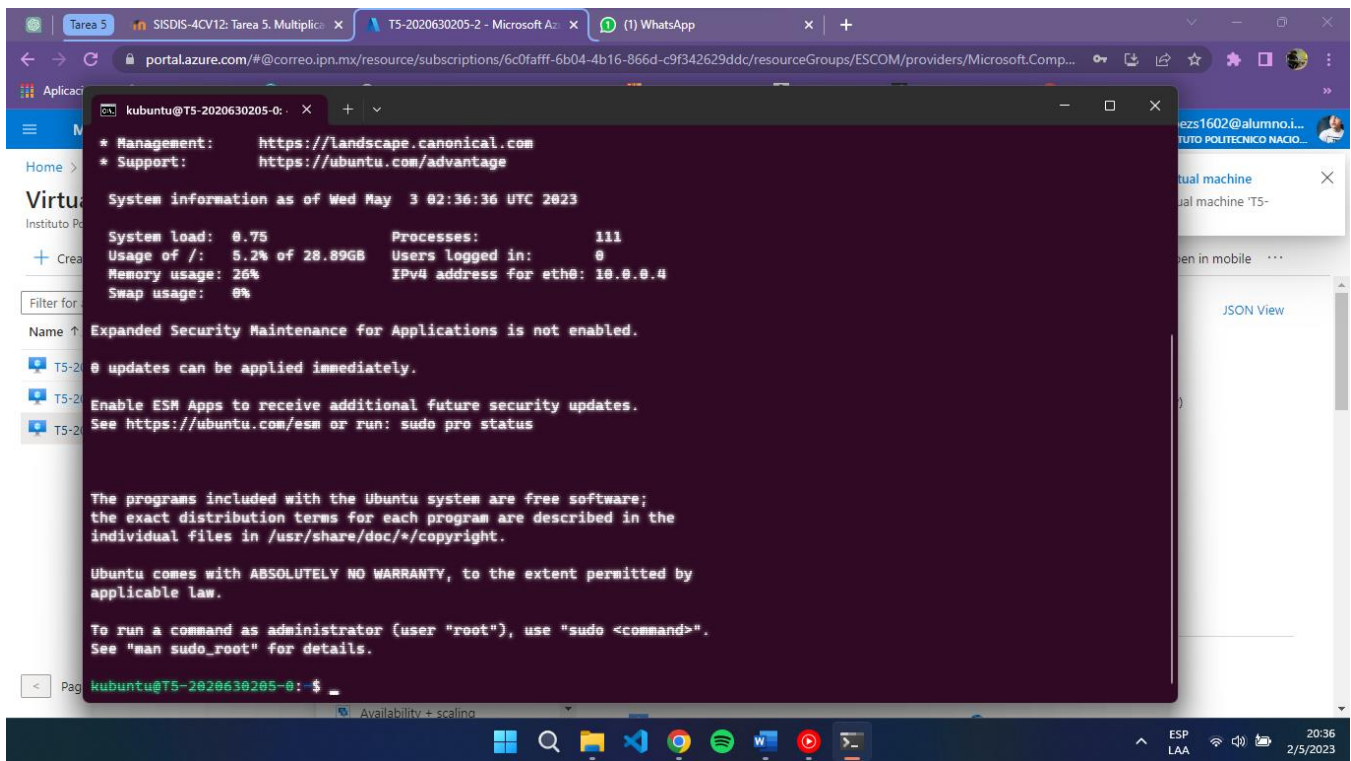 Tarea 5
SISDIS-4CV12: Tarea 5. Multiplica
T5-2020630205-2 - Microsoft Az
(1) WhatsApp
portal.azure.com/#@correo.ipn.mx/resource/subscriptions/6c0fafff-6b04-4b16-866d-c9f342629ddc/resourceGroups/ESCOM/providers/Microsoft.Comp...
Aplicaci
kubuntu@T5-2020630205-0:
M
ezs1602@alumno.i...
TUTO POLITECNICO NACIO...
* Management: https://landscape.canonical.com
* Support: https://ubuntu.com/advantage
Home >
tual machine
Virtua
ual machine 'T5-
System information as of Wed May 3 02:36:36 UTC 2023
Instituto Po
System load: 0.75 Processes: 111
+ Crea
Usage of /: 5.2% of 28.89GB Users logged in: 0
en in mobile ...
Memory usage: 26% IPv4 address for eth0: 10.0.0.4
Swap usage: 0%
Filter for
JSON View
Name ↑
Expanded Security Maintenance for Applications is not enabled.
T5-20
0 updates can be applied immediately.
T5-20
Enable ESM Apps to receive additional future security updates.
T5-20
See https://ubuntu.com/esm or run: sudo pro status
The programs included with the Ubuntu system are free software;
the exact distribution terms for each program are described in the
individual files in /usr/share/doc/*/copyright.
Ubuntu comes with ABSOLUTELY NO WARRANTY, to the extent permitted by
applicable law.
To run a command as administrator (user "root"), use "sudo <command>".
See "man sudo_root" for details.
< Pag
kubuntu@T5-2020630205-0:~$ _
Availability + scaling
ESP
LAA
20:36
2/5/2023